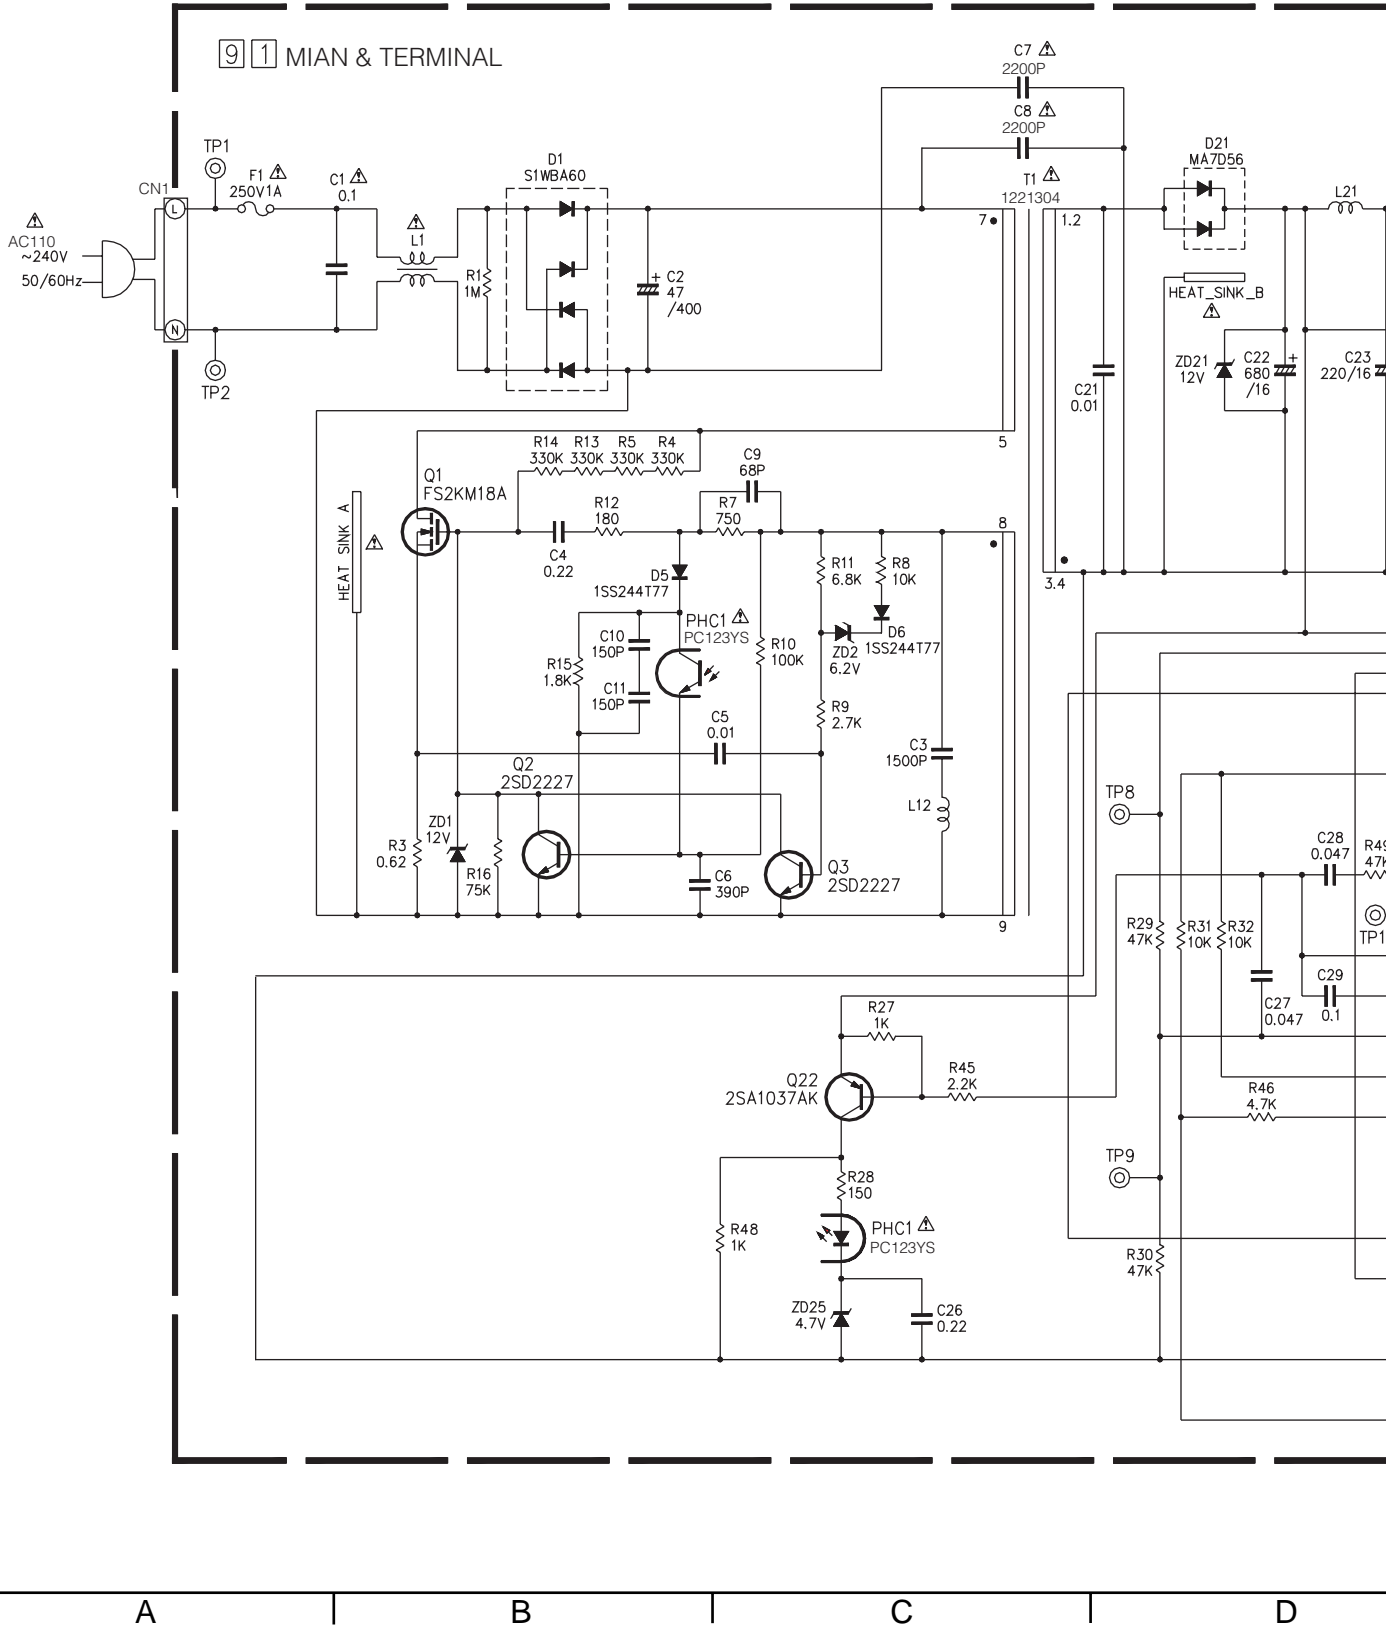 9 1 MIAN & TERMINAL
C7
2200P
C8
2200P
TP1
CN1
F1
250V1A
C1
0.1
D1
S1WBA60
T1
1221304
D21
MA7D56
L21
L
AC110
~240V
50/60Hz
L1
R1
1M
+ C2
47
/400
7
1.2
HEAT_SINK_B
N
TP2
C21
0.01
ZD21
12V
C22
680
/16
+
C23
220/16
5
R14
330K
R13
330K
R5
330K
R4
330K
C9
68P
Q1
FS2KM18A
R12
180
R7
750
8
HEAT SINK A
C4
0.22
D5
1SS244T77
R11
6.8K
R8
10K
3.4
PHC1
PC123YS
C10
150P
R10
100K
ZD2
6.2V
D6
1SS244T77
R15
1.8K
C11
150P
C5
0.01
R9
2.7K
C3
1500P
Q2
2SD2227
L12
TP8
R3
0.62
ZD1
12V
R16
75K
C6
390P
Q3
2SD2227
C28
0.047
R49
47K
9
R29
47K
R31
10K
R32
10K
TP1
C27
0.047
C29
0.1
R27
1K
Q22
2SA1037AK
R45
2.2K
R46
4.7K
TP9
R28
150
R48
1K
PHC1
PC123YS
R30
47K
ZD25
4.7V
C26
0.22
A
B
C
D